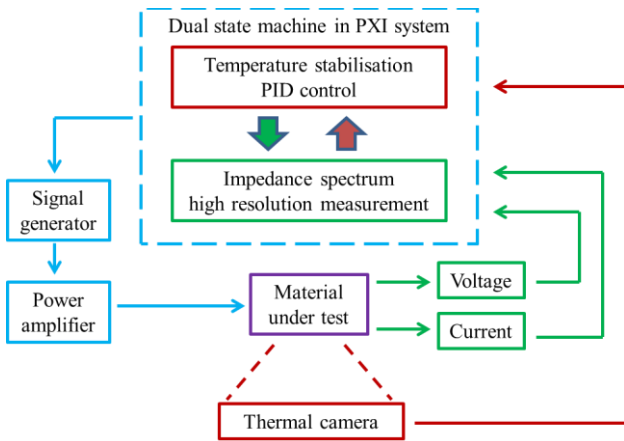 Dual state machine in PXI system
Temperature stabilisation
PID control
Impedance spectrum
high resolution measurement
Signal
generator
Power
amplifier
Material
under test
Voltage
Current
Thermal camera